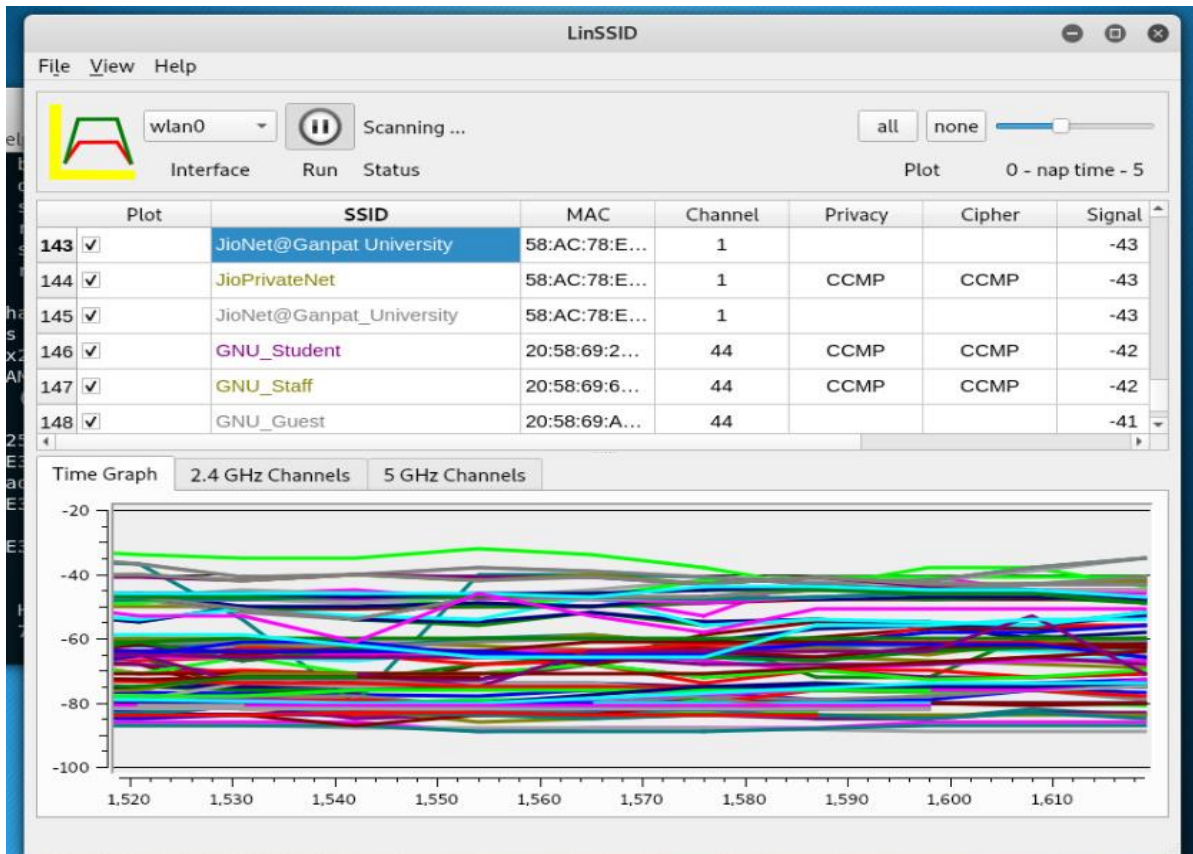 LinSSID
File View Help
wlan0 Scanning ... all none
Interface Run Status Plot 0 - nap time - 5
Plot SSID MAC Channel Privacy Cipher Signal
143 JioNet@Ganpat University 58:AC:78:E... 1 -43
144 JioPrivateNet 58:AC:78:E... 1 CCMP CCMP -43
145 JioNet@Ganpat_University 58:AC:78:E... 1 -43
146 GNU_Student 20:58:69:2... 44 CCMP CCMP -42
147 GNU_Staff 20:58:69:6... 44 CCMP CCMP -42
148 GNU_Guest 20:58:69:A... 44 -41
Time Graph 2.4 GHz Channels 5 GHz Channels
-20
-40
-60
-80
-100
1,520 1,530 1,540 1,550 1,560 1,570 1,580 1,590 1,600 1,610